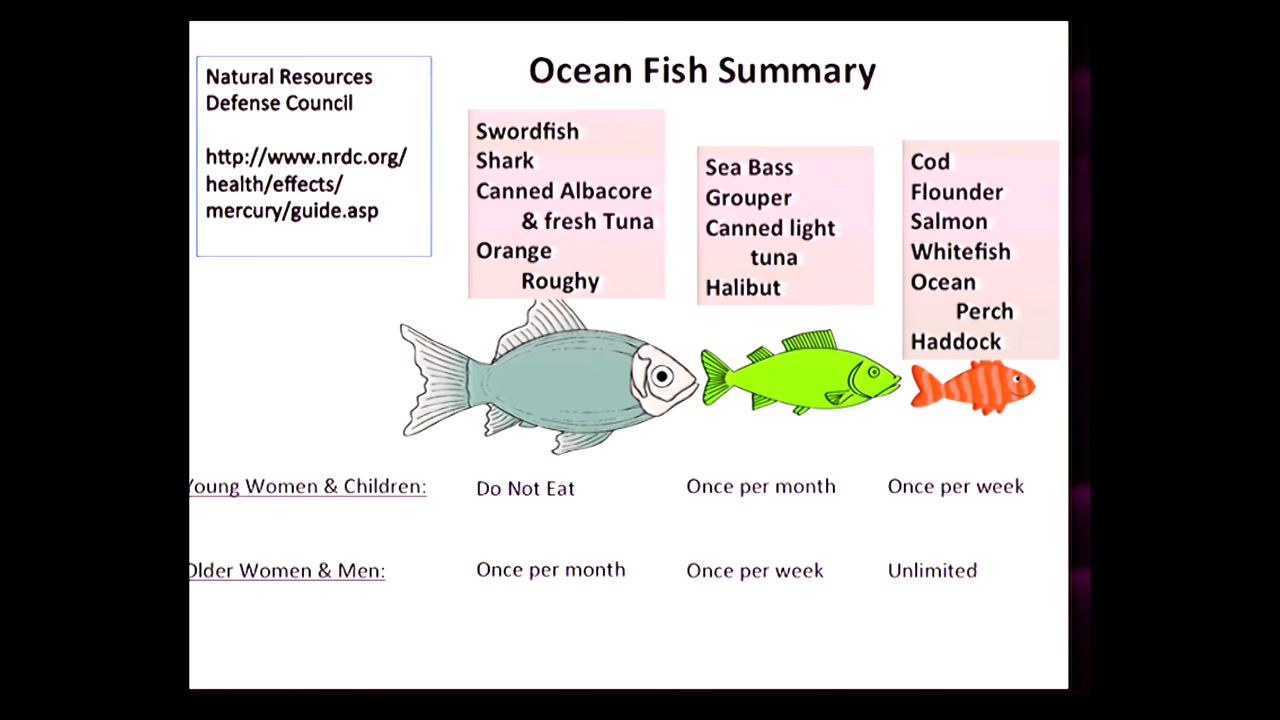 Ocean Fish Summary
Natural Resources
Defense Council
http://www.nrdc.org/
health/effects/
mercury/guide.asp
Swordfish
Shark
Canned Albacore
& fresh Tuna
Orange
Roughy
Sea Bass
Grouper
Canned light
tuna
Halibut
Cod
Flounder
Salmon
Whitefish
Ocean
Perch
Haddock
Young Women & Children: Do Not Eat Once per month Once per week
Older Women & Men: Once per month Once per week Unlimited